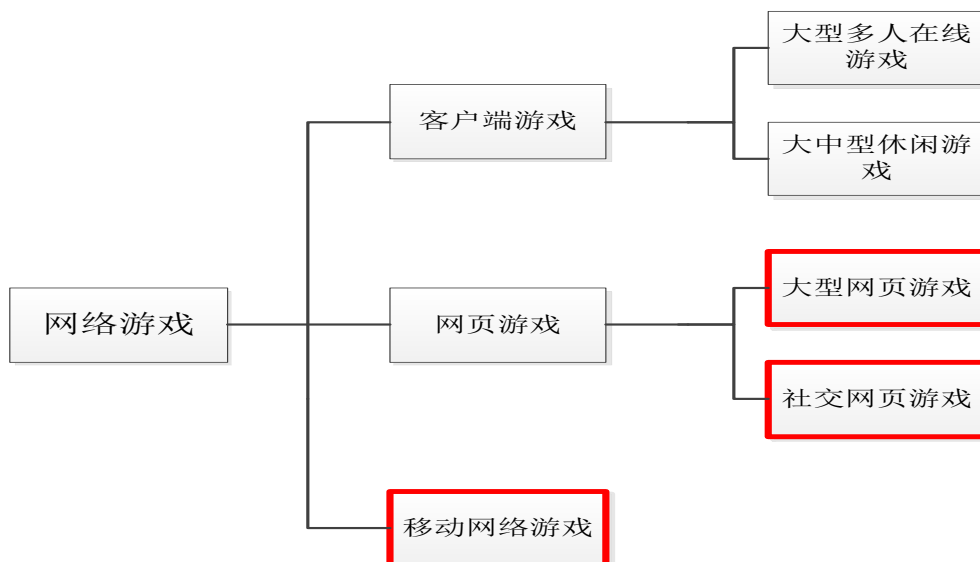 大型多人在线
游戏
客户端游戏
大中型休闲游
戏
大型网页游戏
网络游戏
网页游戏
社交网页游戏
移动网络游戏